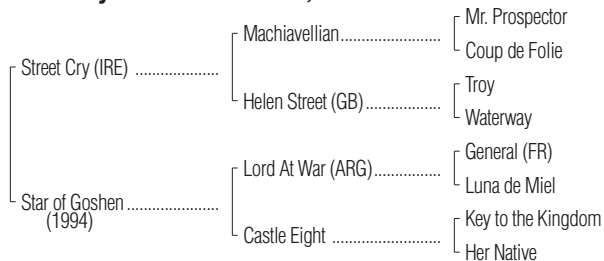 Mr. Prospector
Machiavellian
Coup de Folie
Street Cry (IRE)
Troy
Helen Street (GB)
Waterway
General (FR)
Lord At War (ARG)
Luna de Miel
Star of Goshen
(1994)
Key to the Kingdom
Castle Eight
Her Native